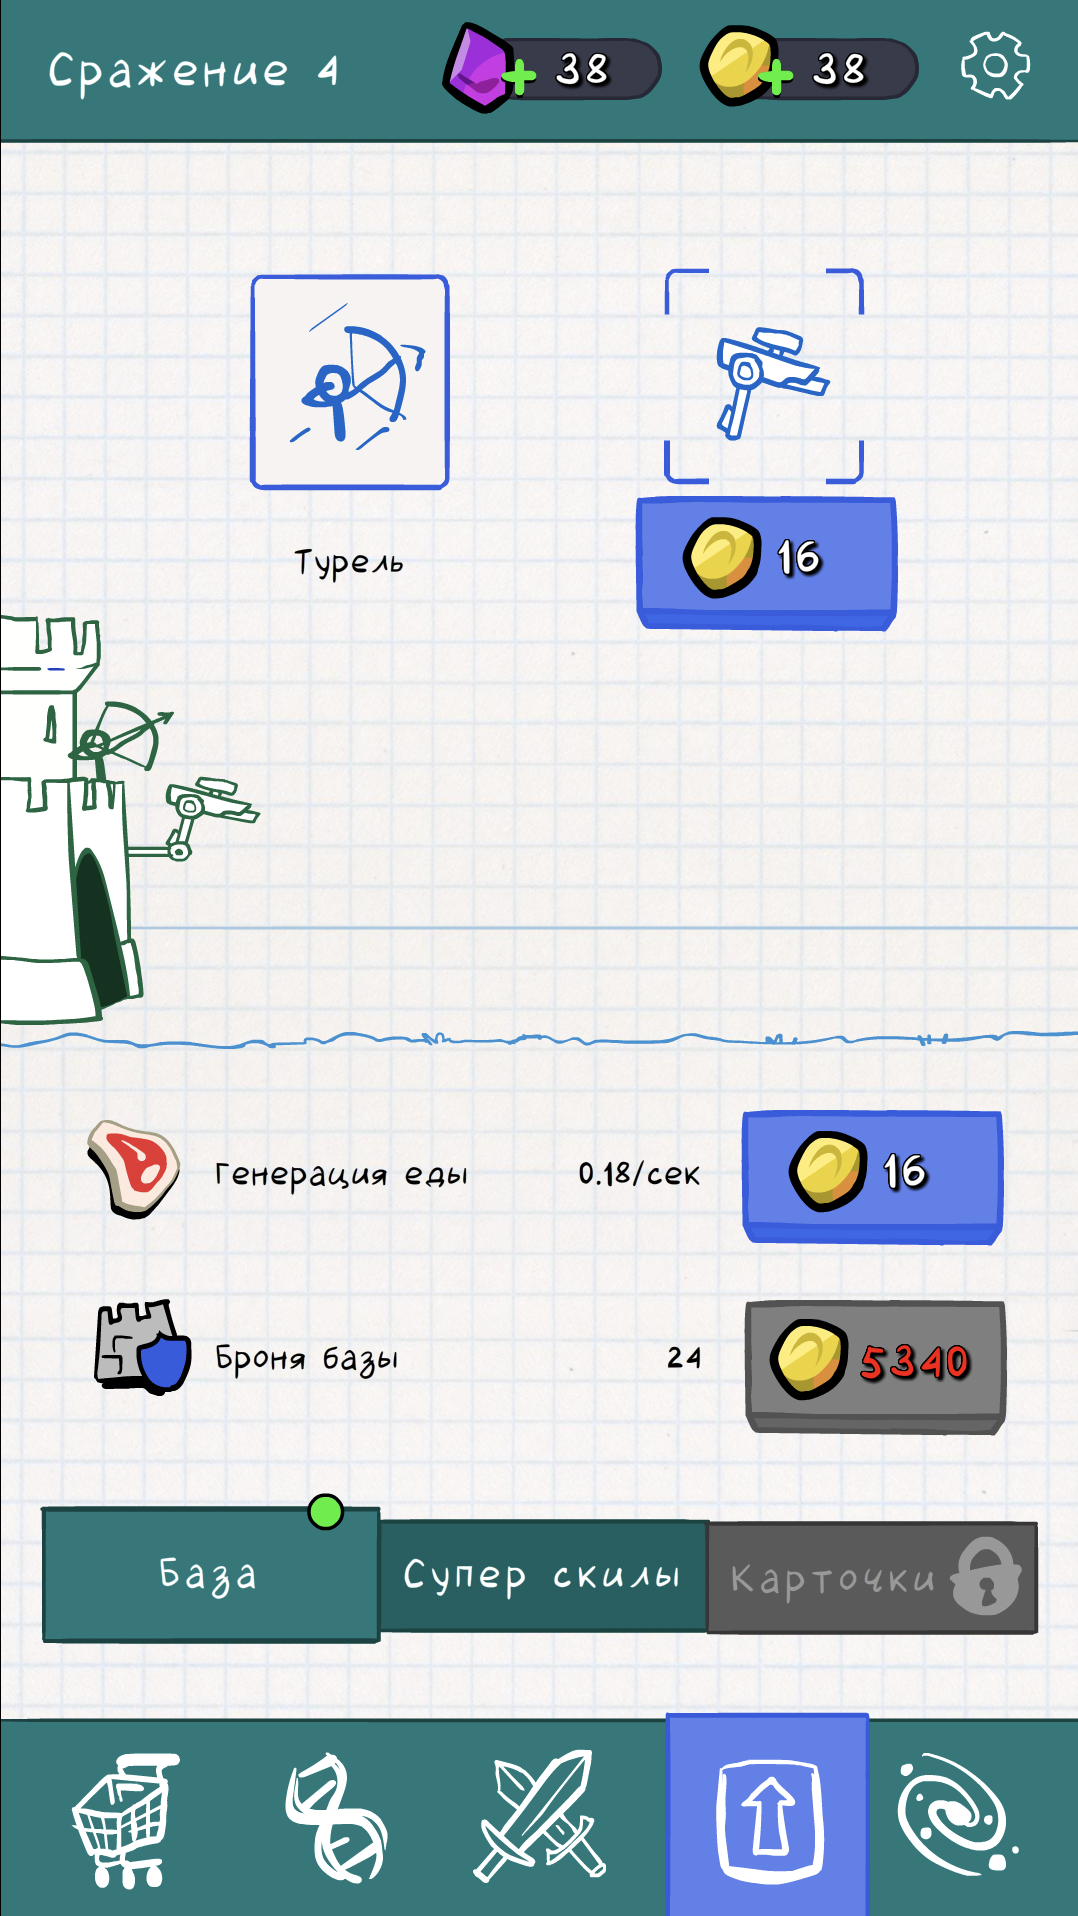 Сражение 4
38
38
Турель
16
Генерация еды
0.18/сек
16
Броня базы
24
5340
База
Супер скилы
Карточки